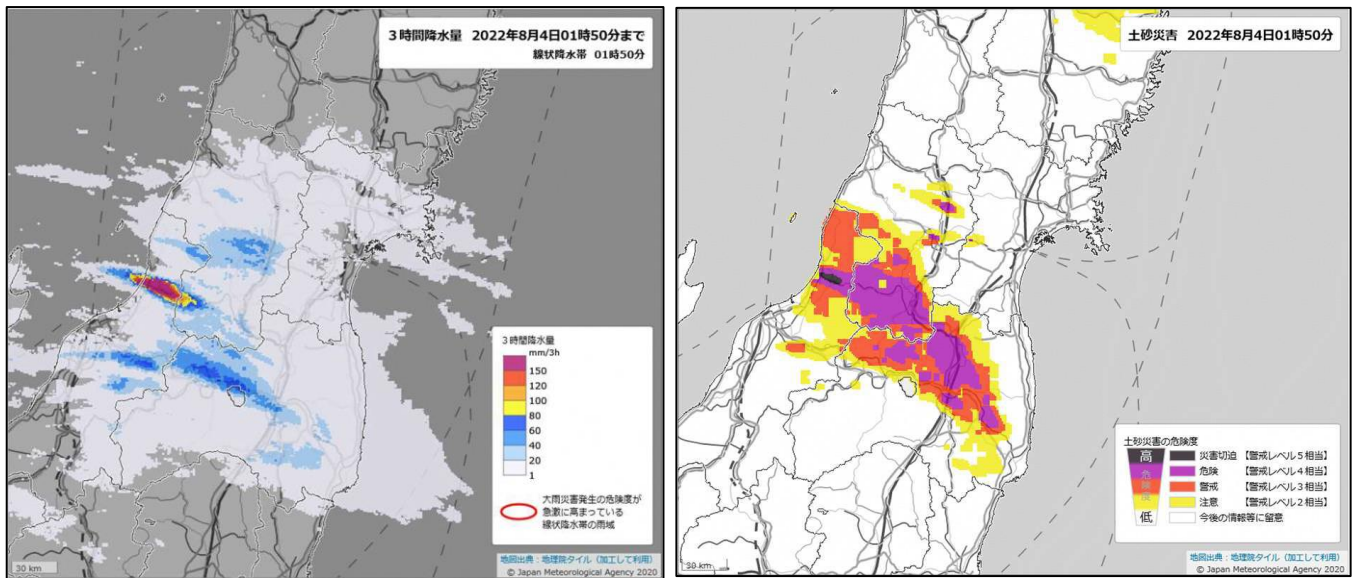 3時間降水量 2022年8月4日01時50分まで
線状降水帯 01時50分
3時間降水量
mm/3h
150
120
100
80
60
40
20
1
大雨災害発生の危険度が
急激に高まっている
線状降水帯の雨域
30 km
地図出典：地理院タイル（加工して利用）
© Japan Meteorological Agency 2020
土砂災害 2022年8月4日01時50分
土砂災害の危険度
高
危険度
低
災害切迫 【警戒レベル5相当】
危険 【警戒レベル4相当】
警戒 【警戒レベル3相当】
注意 【警戒レベル2相当】
今後の情報等に留意
30 km
地図出典：地理院タイル（加工して利用）
© Japan Meteorological Agency 2020